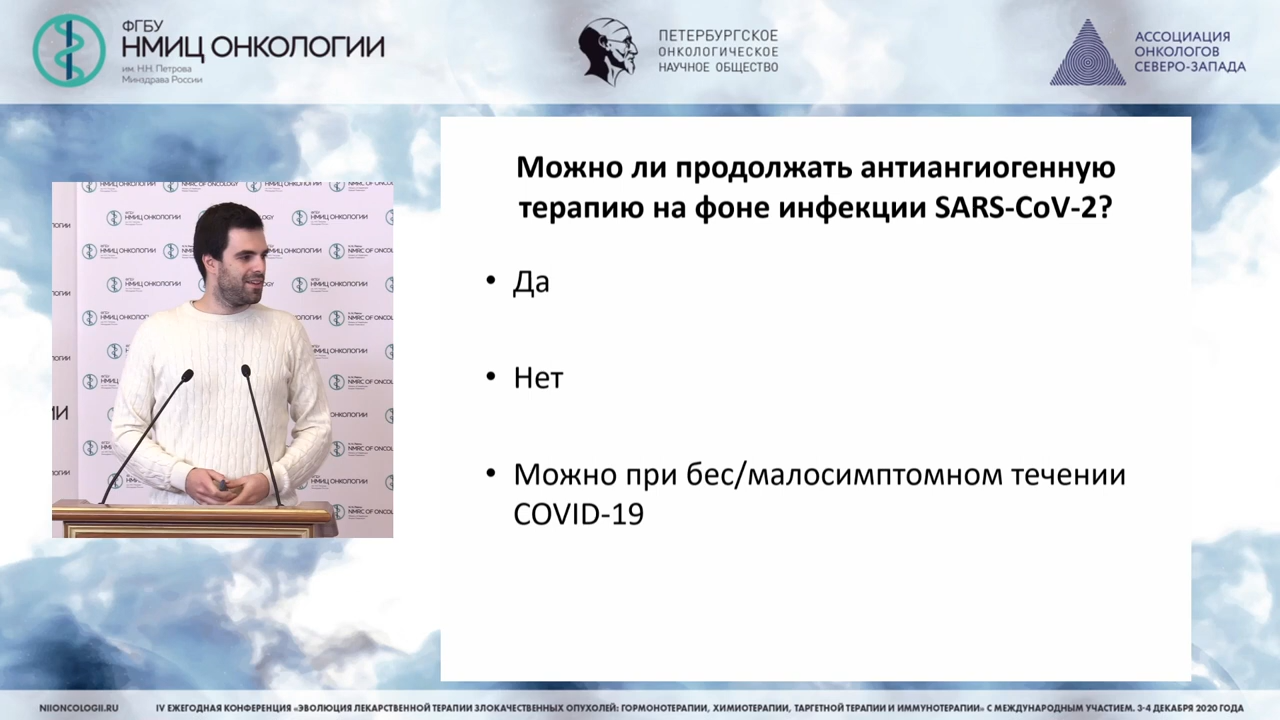 ФГБУ
НМИЦ ОНКОЛОГИИ
им. Н.Н. Петрова
Минздрава России
ПЕТЕРБУРГСКОЕ
ОНКОЛОГИЧЕСКОЕ
НАУЧНОЕ ОБЩЕСТВО
АССОЦИАЦИЯ
ОНКОЛОГОВ
СЕВЕРО-ЗАПАДА
Можно ли продолжать антиангиогенную
терапию на фоне инфекции SARS-CoV-2?
• Да
• Нет
• Можно при бес/малосимптомном течении
COVID-19
NIIONCOLOGII.RU
IV ЕЖЕГОДНАЯ КОНФЕРЕНЦИЯ «ЭВОЛЮЦИЯ ЛЕКАРСТВЕННОЙ ТЕРАПИИ ЗЛОКАЧЕСТВЕННЫХ ОПУХОЛЕЙ: ГОРМОНОТЕРАПИИ, ХИМИОТЕРАПИИ, ТАРГЕТНОЙ ТЕРАПИИ И ИММУНОТЕРАПИИ» С МЕЖДУНАРОДНЫМ УЧАСТИЕМ. 3-4 ДЕКАБРЯ 2020 ГОДА